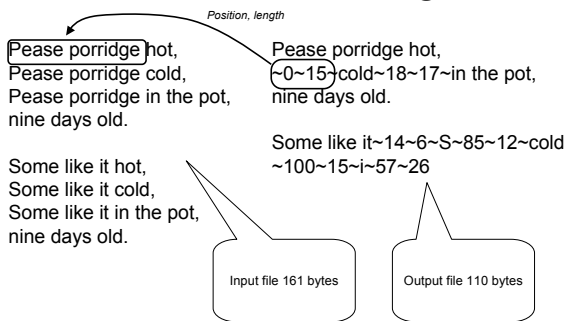 Position, length
Pease porridge hot,
Pease porridge cold,
Pease porridge in the pot,
nine days old.
Some like it hot,
Some like it cold,
Some like it in the pot,
nine days old.
Pease porridge hot,
~0~15~cold~18~17~in the pot,
nine days old.
Some like it~14~6~S~85~12~cold
~100~15~i~57~26
Input file 161 bytes
Output file 110 bytes